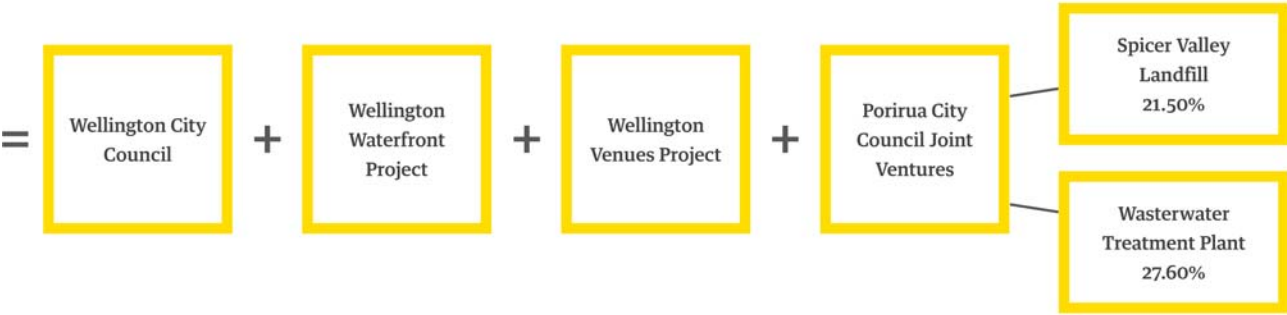 =
Wellington City
Council
+
Wellington
Waterfront
Project
+
Wellington
Venues Project
+
Porirua City
Council Joint
Ventures
Spicer Valley
Landfill
21.50%
Wasterwater
Treatment Plant
27.60%